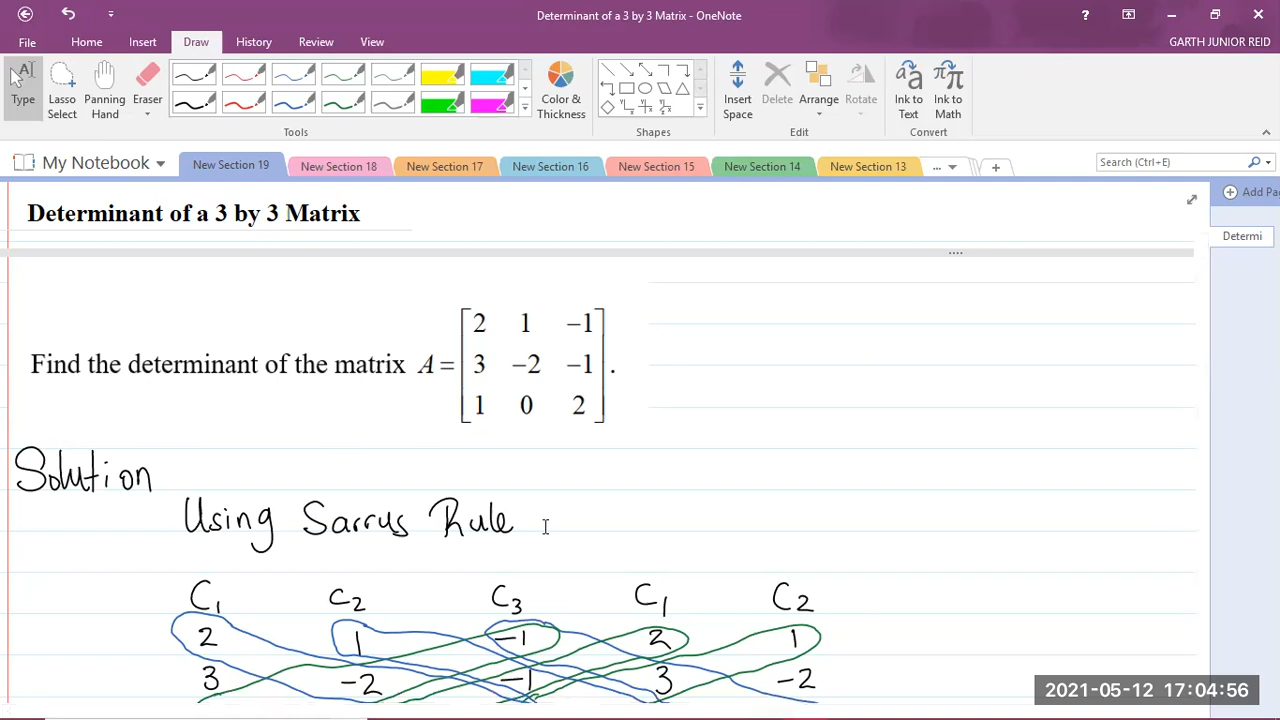 Determinant of a 3 by 3 Matrix - OneNote
GARTH JUNIOR REID
File Home Insert Draw History Review View
Type
Lasso Select
Panning Hand
Eraser
Color & Thickness
Insert Space
Delete
Arrange
Rotate
Ink to Text
Ink to Math
Tools
Shapes
Edit
Convert
My Notebook New Section 19 New Section 18 New Section 17 New Section 16 New Section 15 New Section 14 New Section 13 ...
Search (Ctrl+E)
Add Pa
Determi
Determinant of a 3 by 3 Matrix
2 1 −1
Find the determinant of the matrix A = 3 −2 −1 .
1 0 2
Solution
Using Sarrus Rule
C1 C2 C3 C1 C2
2 1 -1 2 1
3 -2 -1 3 -2
2021-05-12 17:04:56